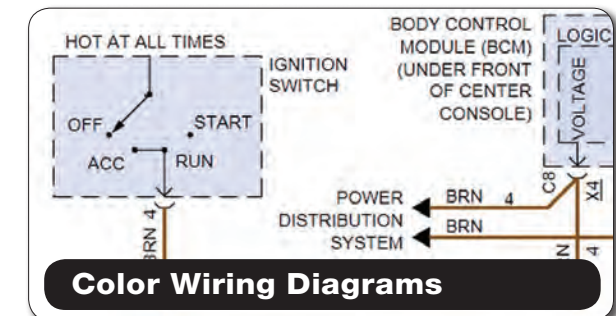 HOT AT ALL TIMES
IGNITION
SWITCH
OFF
START
ACC
RUN
BRN 4
BODY CONTROL
MODULE (BCM)
(UNDER FRONT
OF CENTER
CONSOLE)
LOGIC
VOLTAGE
C8
X4
POWER
DISTRIBUTION
SYSTEM
BRN 4
BRN
4
Color Wiring Diagrams